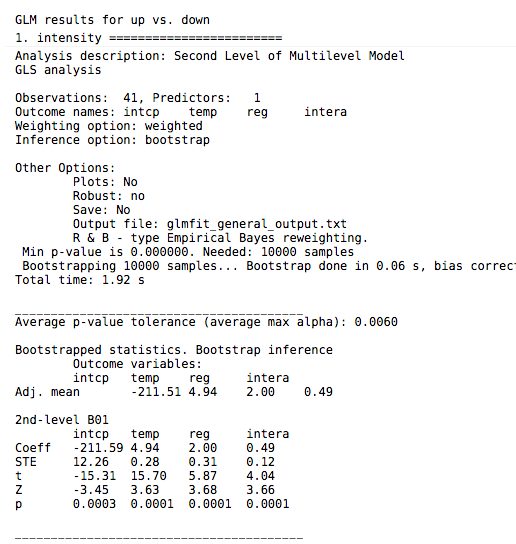 GLM results for up vs. down
1. intensity ========================
Analysis description: Second Level of Multilevel Model
GLS analysis
Observations:  41, Predictors:   1
Outcome names: intcp    temp    reg     intera
Weighting option: weighted
Inference option: bootstrap
Other Options:
        Plots: No
        Robust: no
        Save: No
        Output file: glmfit_general_output.txt
        R & B - type Empirical Bayes reweighting.
 Min p-value is 0.000000. Needed: 10000 samples
 Bootstrapping 10000 samples... Bootstrap done in 0.06 s, bias correct
Total time: 1.92 s
________________________________________
Average p-value tolerance (average max alpha): 0.0060
Bootstrapped statistics. Bootstrap inference
        Outcome variables:
        intcp   temp    reg     intera
Adj. mean       -211.51 4.94    2.00    0.49
2nd-level B01
        intcp   temp    reg     intera
Coeff   -211.59 4.94    2.00    0.49
STE     12.26   0.28    0.31    0.12
t       -15.31  15.70   5.87    4.04
Z       -3.45   3.63    3.68    3.66
p       0.0003  0.0001  0.0001  0.0001
________________________________________